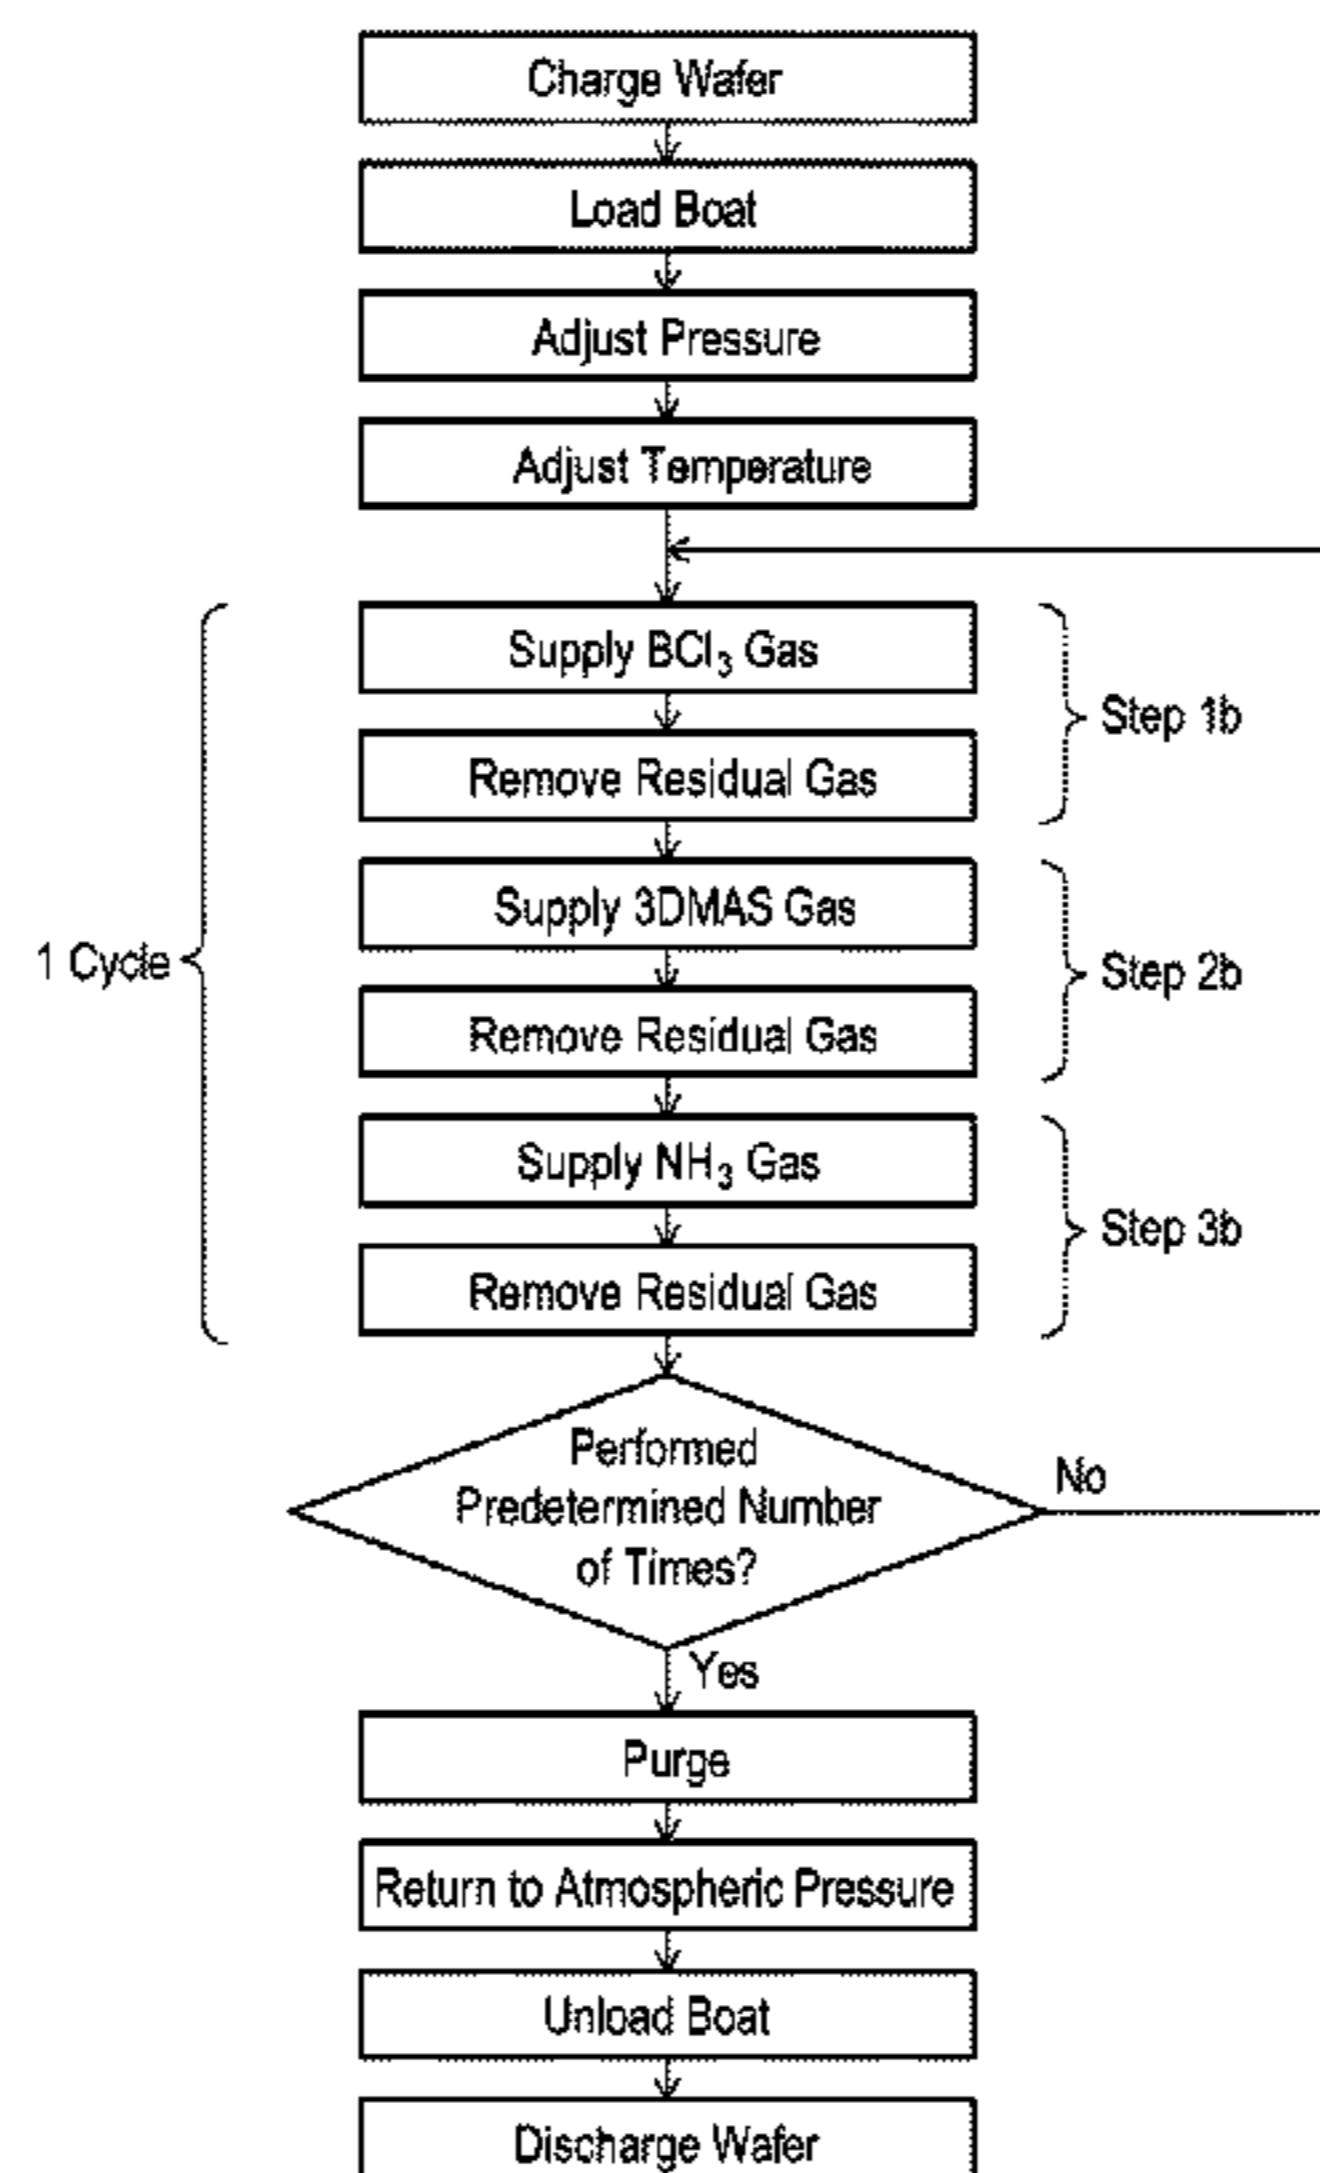 Charge Wafer
Load Boat
Adjust Pressure
Adjust Temperature
Supply BCl₃ Gas
Remove Residual Gas
Step 1b
Supply 3DMAS Gas
Remove Residual Gas
Step 2b
1 Cycle
Supply NH₃ Gas
Remove Residual Gas
Step 3b
Performed
Predetermined Number
of Times?
No
Yes
Purge
Return to Atmospheric Pressure
Unload Boat
Discharge Wafer